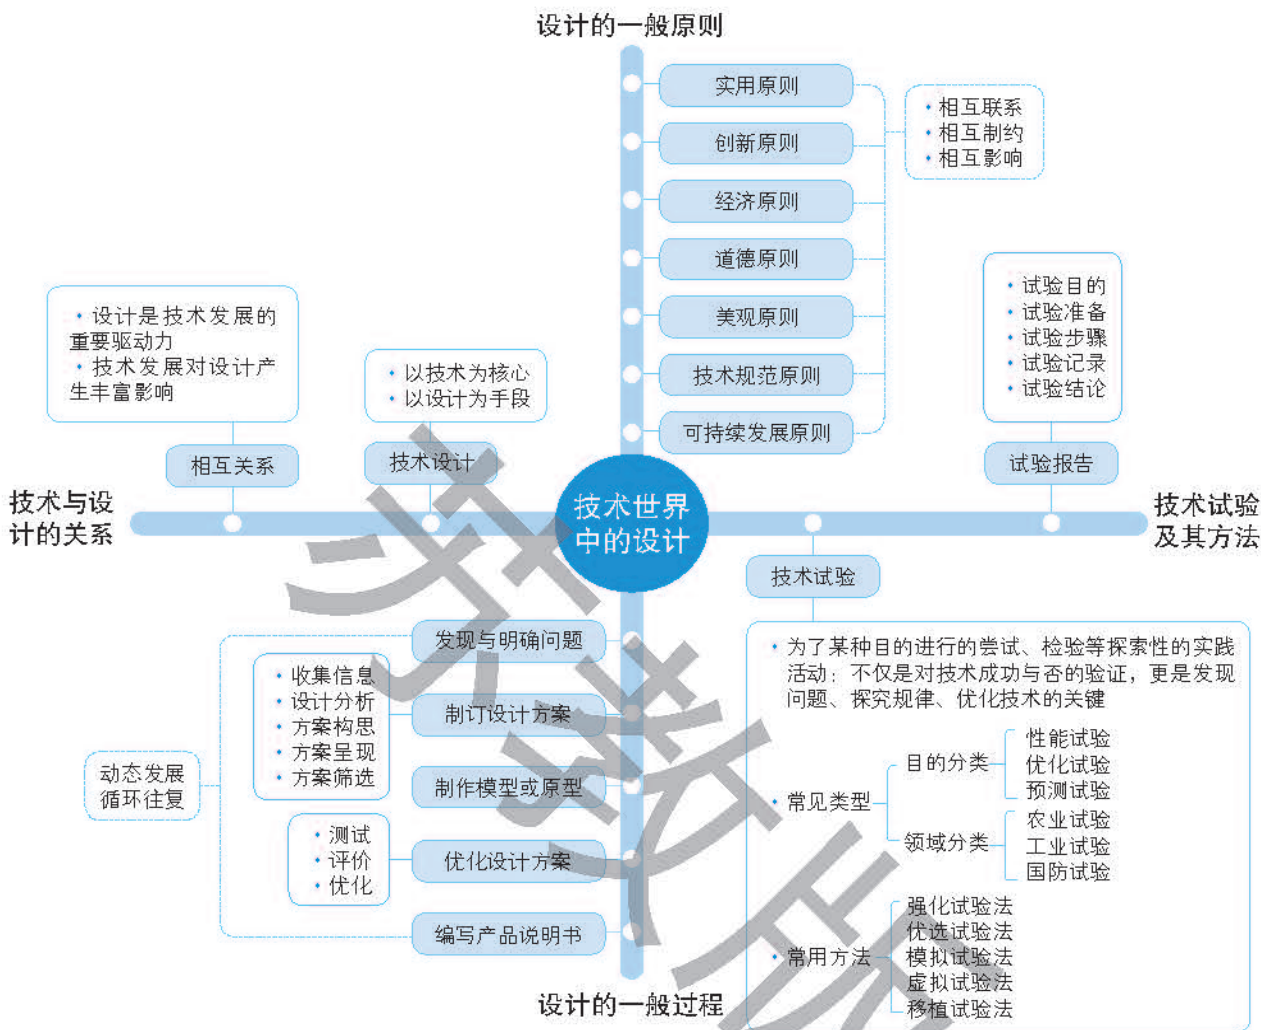 设计的一般原则
实用原则
创新原则
经济原则
道德原则
美观原则
技术规范原则
可持续发展原则
• 相互联系
• 相互制约
• 相互影响
• 设计是技术发展的
重要驱动力
• 技术发展对设计产
生丰富影响
相互关系
• 以技术为核心
• 以设计为手段
技术设计
技术与设
计的关系
技术世界
中的设计
• 试验目的
• 试验准备
• 试验步骤
• 试验记录
• 试验结论
试验报告
技术试验
及其方法
技术试验
• 为了某种目的进行的尝试、检验等探索性的实践
活动；不仅是对技术成功与否的验证，更是发现
问题、探究规律、优化技术的关键
• 常见类型
目的分类
性能试验
优化试验
预测试验
领域分类
农业试验
工业试验
国防试验
• 常用方法
强化试验法
优选试验法
模拟试验法
虚拟试验法
移植试验法
发现与明确问题
• 收集信息
• 设计分析
• 方案构思
• 方案呈现
• 方案筛选
制订设计方案
制作模型或原型
动态发展
循环往复
• 测试
• 评价
• 优化
优化设计方案
编写产品说明书
设计的一般过程
苏教版